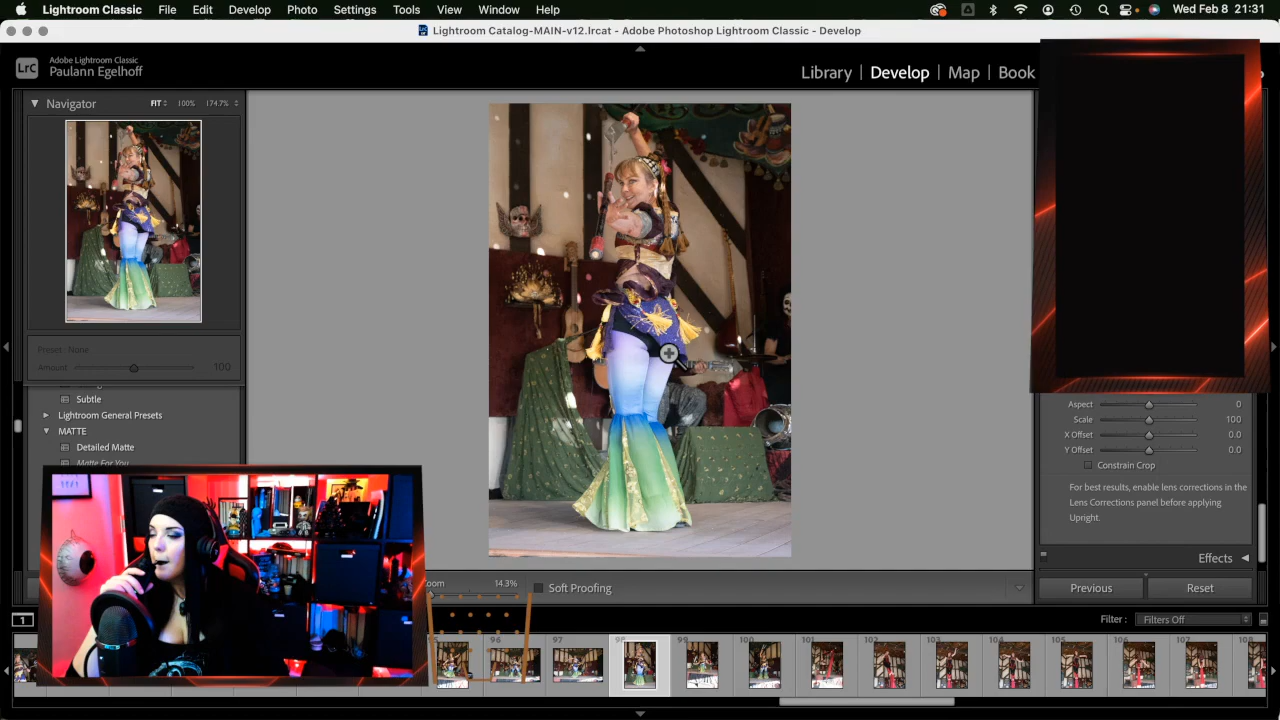 Lightroom Classic File Edit Develop Photo Settings Tools View Window Help Wed Feb 8 21:31
Lightroom Catalog-MAIN-v12.lrcat - Adobe Photoshop Lightroom Classic - Develop
LrC Adobe Lightroom Classic
Paulann Egelhoff
Library | Develop | Map | Book
Navigator FIT 100% 174.7%
Preset : None
Amount 100
Subtle
Lightroom General Presets
MATTE
Detailed Matte
Matte For You
Aspect 0
Scale 100
X Offset 0.0
Y Offset 0.0
Constrain Crop
For best results, enable lens corrections in the
Lens Corrections panel before applying
Upright.
Effects
14.3% Soft Proofing
Previous Reset
1 Filter : Filters Off
96 97 98 99 100 101 102 103 104 105 106 107 108